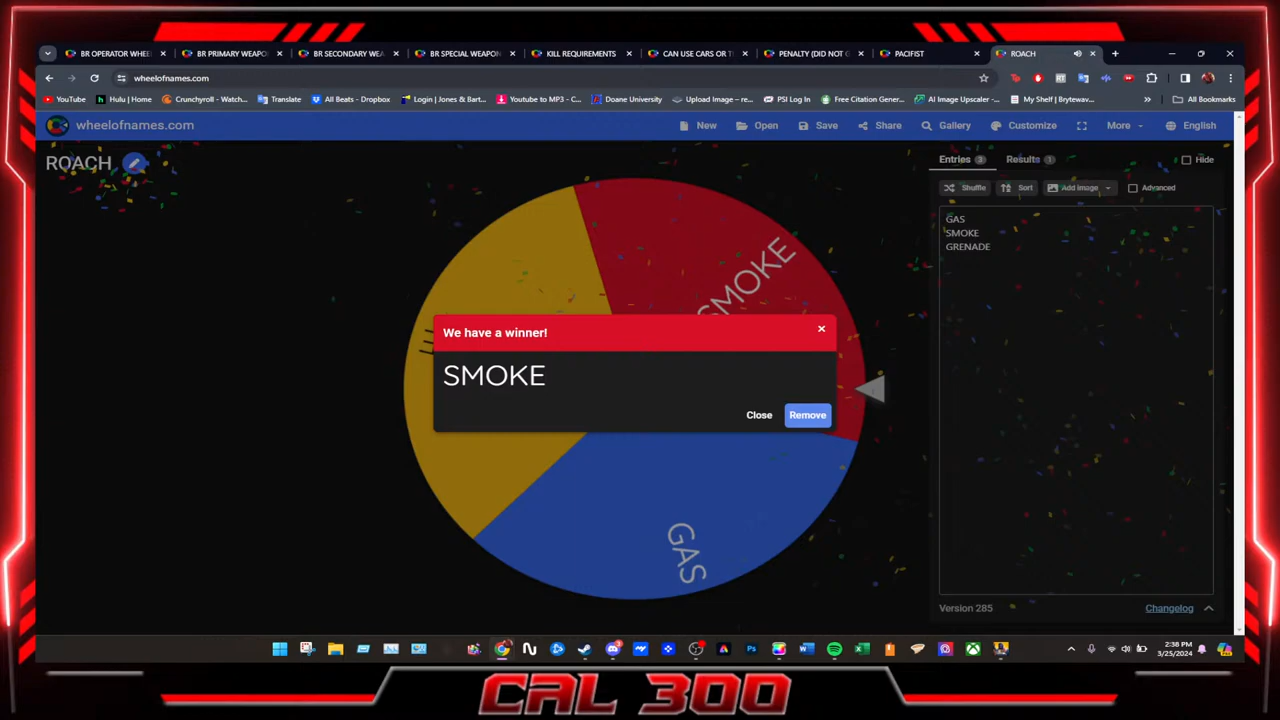 BR OPERATOR WHEE
BR PRIMARY WEAPO
BR SECONDARY WEA
BR SPECIAL WEAPON
KILL REQUIREMENTS
CAN USE CARS OR T
PENALTY (DID NOT G
PACIFIST
ROACH
wheelofnames.com
YouTube
Hulu | Home
Crunchyroll - Watch...
Translate
All Beats - Dropbox
Login | Jones & Bart...
Youtube to MP3 - C...
Doane University
Upload Image – re...
PSI Log In
Free Citation Gener...
AI Image Upscaler -...
My Shelf | Brytewav...
All Bookmarks
wheelofnames.com
New
Open
Save
Share
Gallery
Customize
More
English
ROACH
Entries 3
Results 1
Hide
Shuffle
Sort
Add image
Advanced
GAS
SMOKE
GRENADE
SMOKE
We have a winner!
SMOKE
Close
Remove
GAS
Version 285
Changelog
2:38 PM
3/25/2024
CAL 300